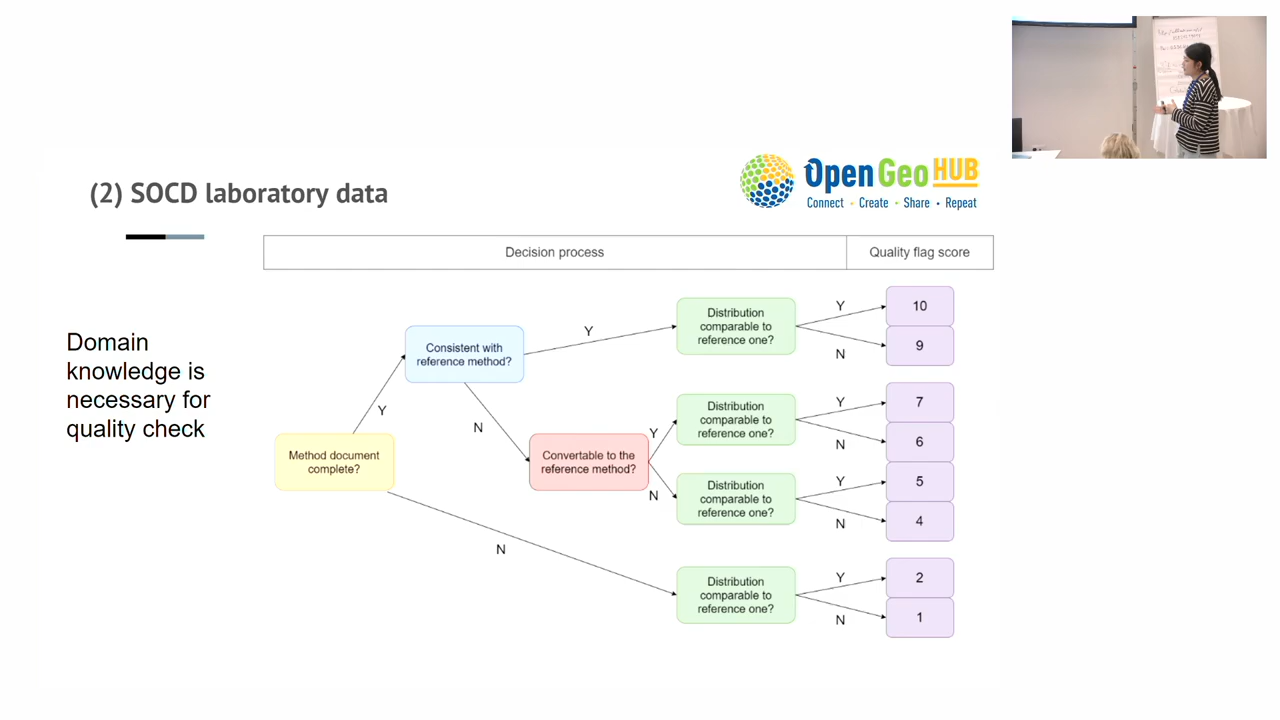 (2) SOCD laboratory data
OpenGeoHUB
Connect • Create • Share • Repeat
Decision process
Quality flag score
Domain
knowledge is
necessary for
quality check
Method document
complete?
Y
N
Consistent with
reference method?
Y
N
Convertable to the
reference method?
Y
N
Distribution
comparable to
reference one?
Y
N
10
9
Distribution
comparable to
reference one?
Y
N
7
6
Distribution
comparable to
reference one?
Y
N
5
4
Distribution
comparable to
reference one?
Y
N
2
1